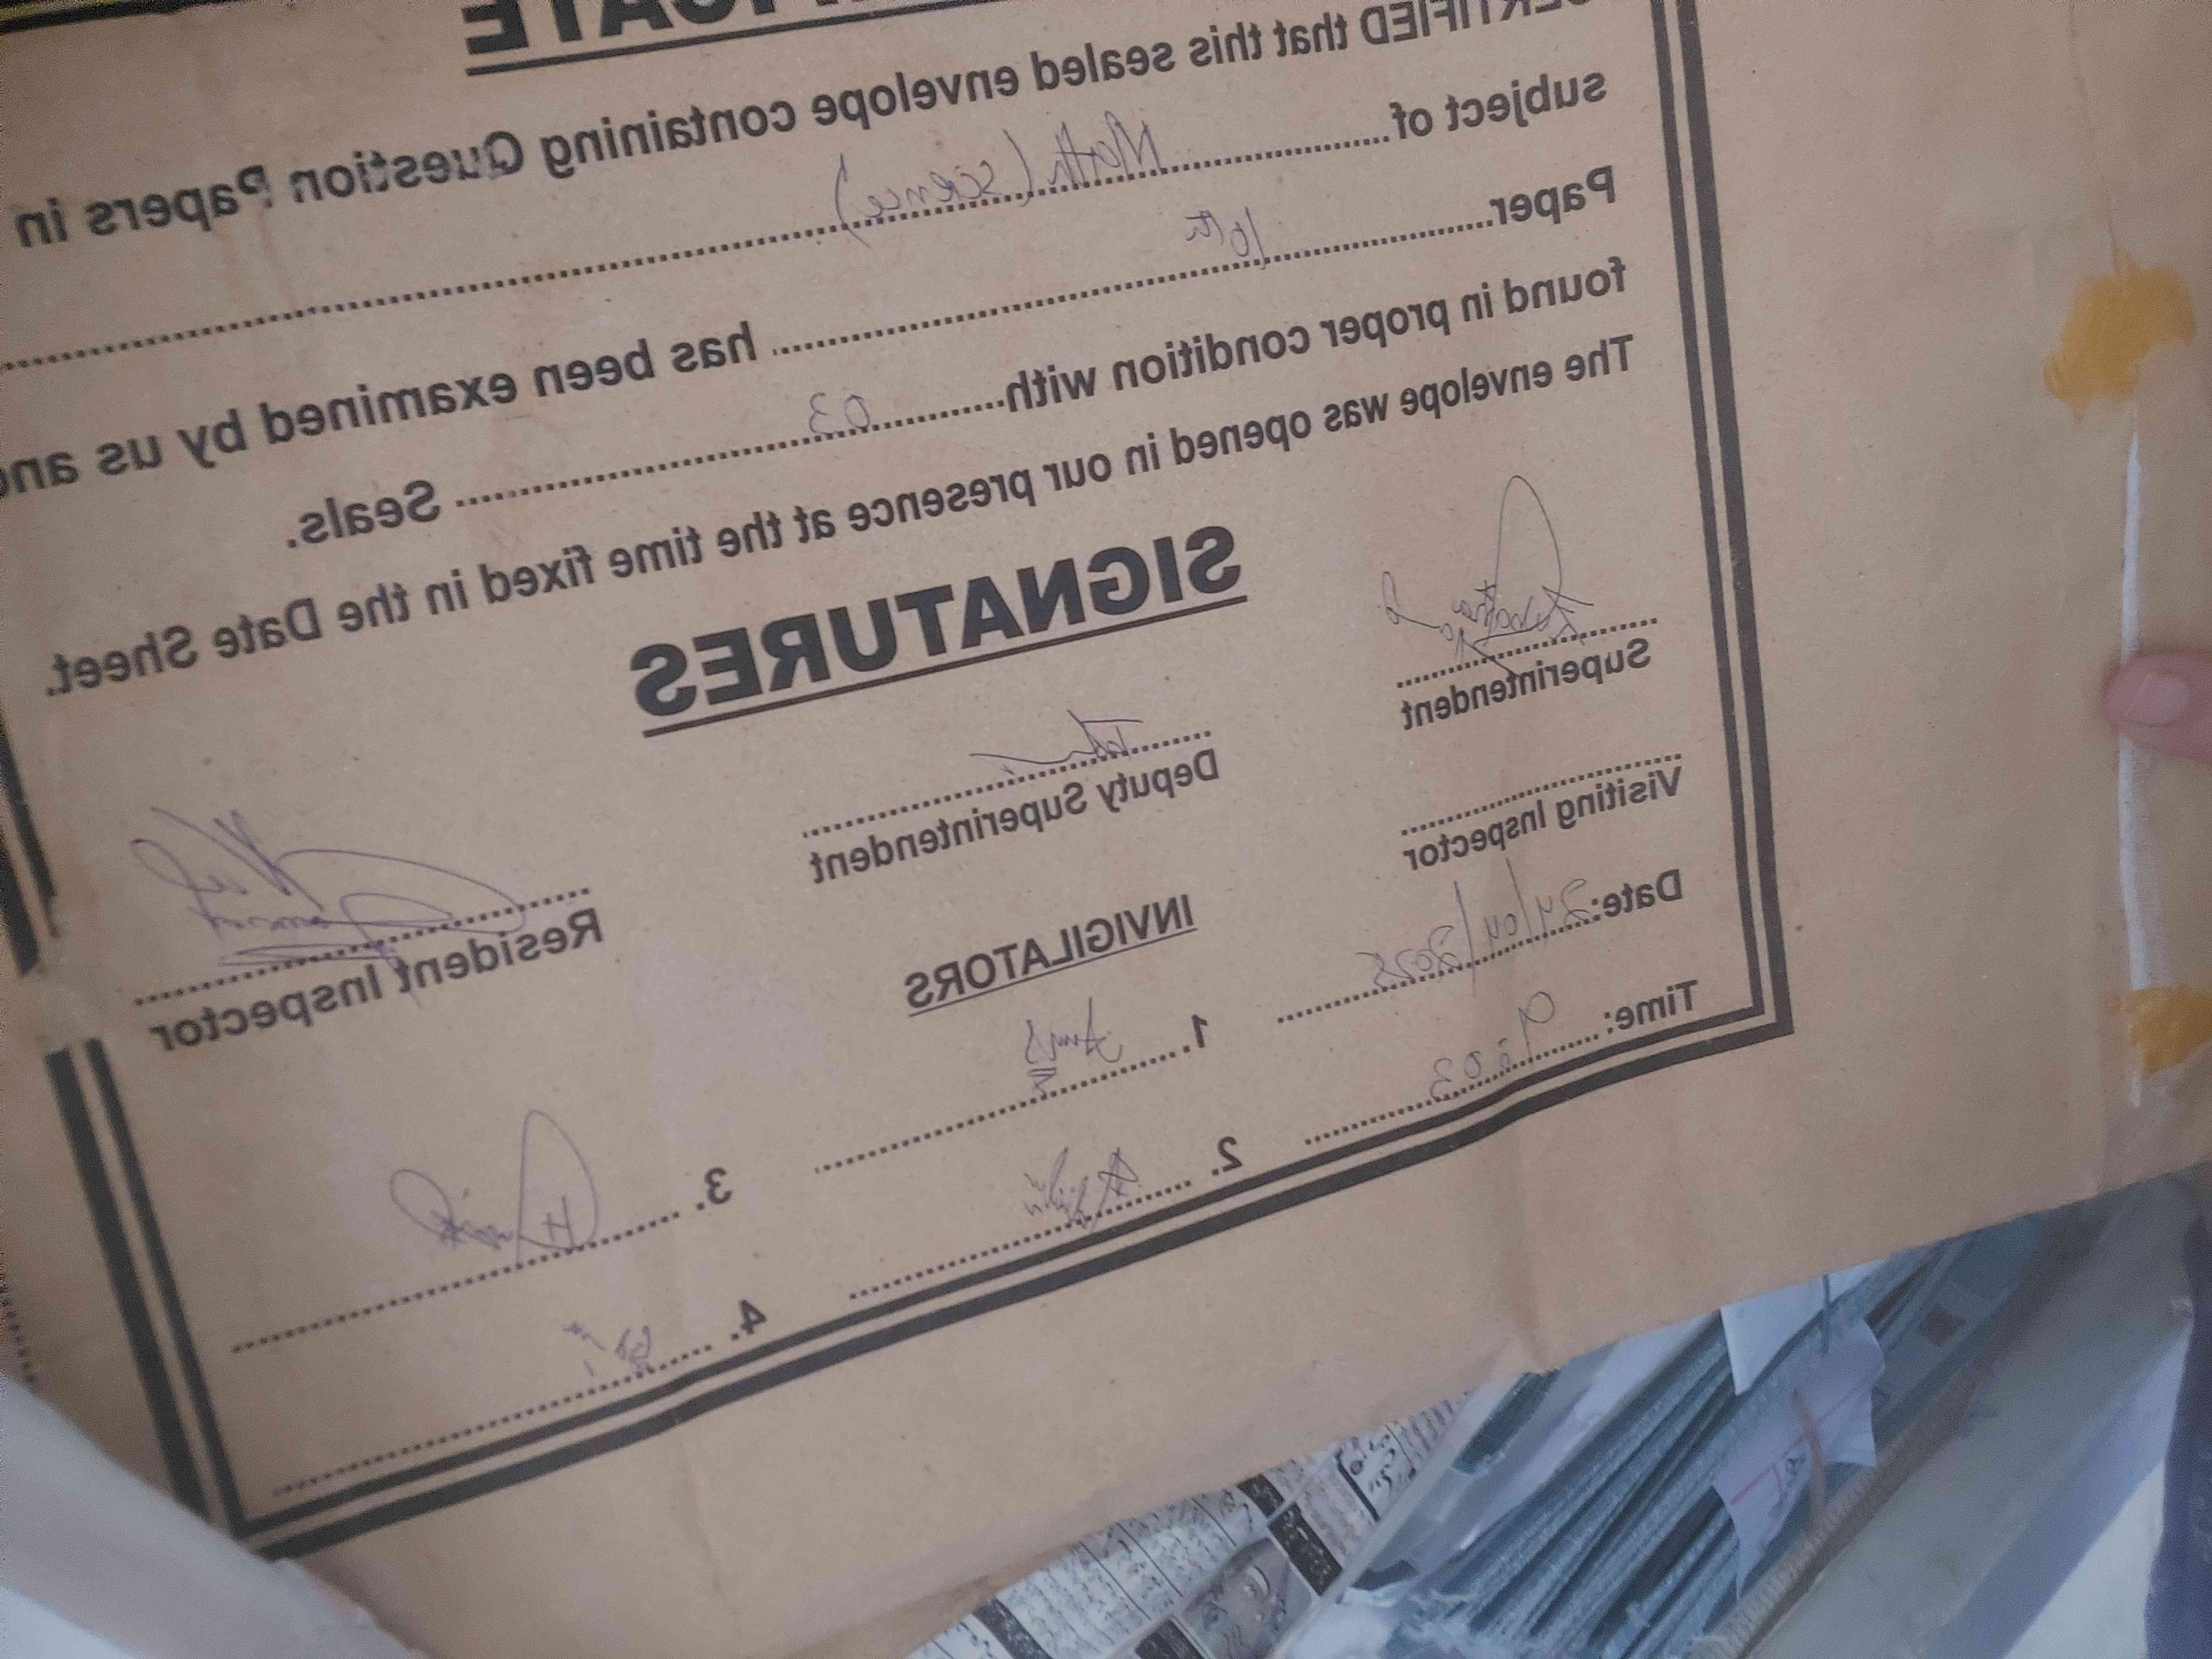 CERTIFIED that this sealed envelope containing Question Papers in
subject of Math (science)
Paper 10th has been examined by us and
found in proper condition with 03 Seals.
The envelope was opened in our presence at the time fixed in the Date Sheet.
SIGNATURES
Superintendent
Deputy Superintendent
Resident Inspector
Visiting Inspector
INVIGILATORS
Date: 24/04/2025
1.
3.
Time: 9:03
2.
4.